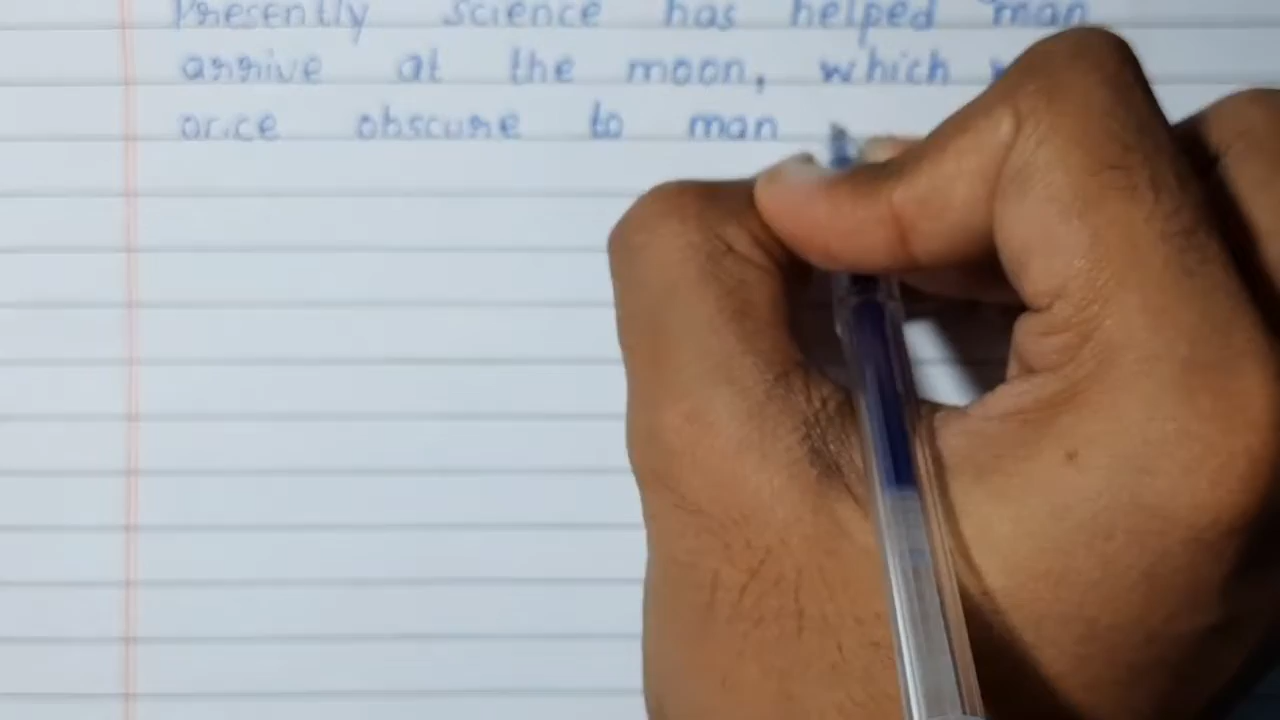 Presently science has helped man
arrive at the moon, which
once obscure to man